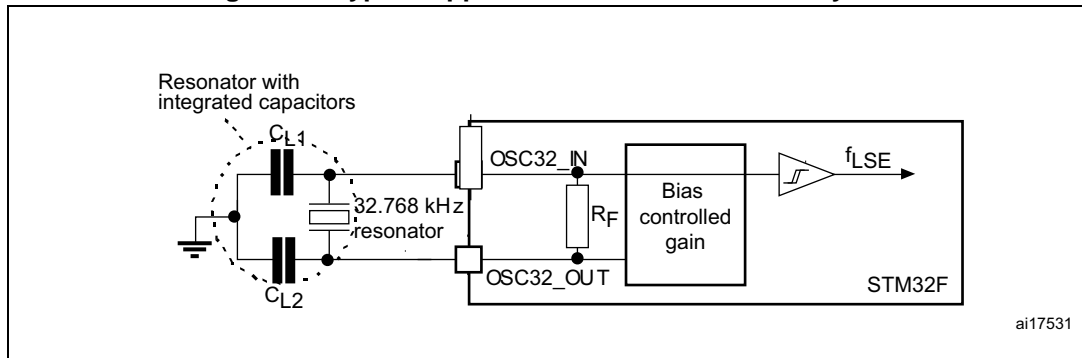 Resonator with
integrated capacitors
CL1
OSC32_IN
fLSE
Bias
controlled
gain
32.768 kHz
resonator
RF
OSC32_OUT
CL2
STM32F
ai17531